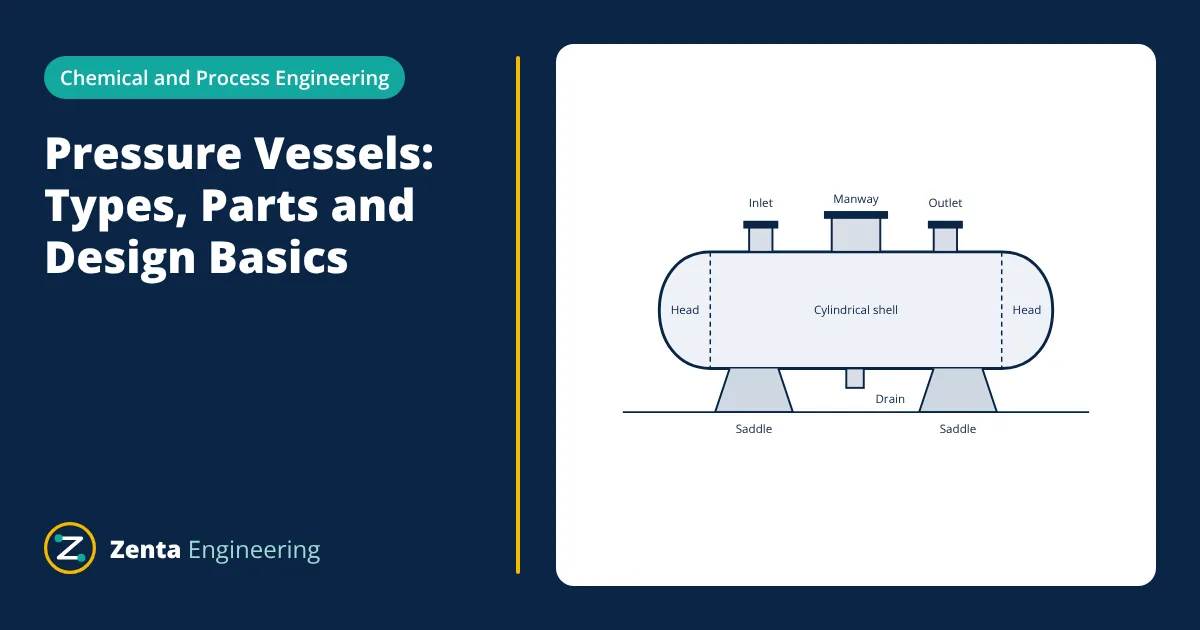 Chemical and Process Engineering
Pressure Vessels:
Types, Parts and
Design Basics
Zenta Engineering
Inlet
Manway
Outlet
Head
Cylindrical shell
Head
Drain
Saddle
Saddle